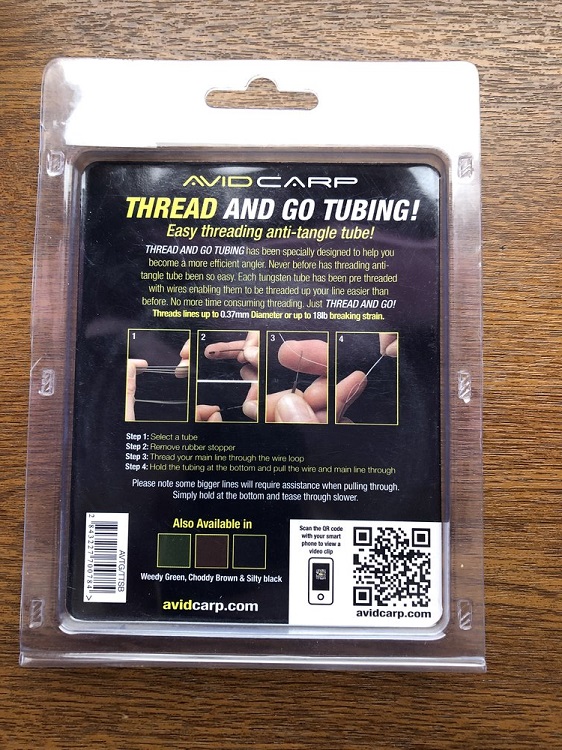 AVID CARP
THREAD AND GO TUBING!
Easy threading anti-tangle tube!
THREAD AND GO TUBING has been specially designed to help you
become a more efficient angler. Never before has threading anti-
tangle tube been so easy. Each tungsten tube has been pre threaded
with wires enabling them to be threaded up your line easier than
before. No more time consuming threading. Just THREAD AND GO!
Threads lines up to 0.37mm Diameter or up to 18lb breaking strain.
1 2 3 4
Step 1: Select a tube
Step 2: Remove rubber stopper
Step 3: Thread your main line through the wire loop
Step 4: Hold the tubing at the bottom and pull the wire and main line through
Please note some bigger lines will require assistance when pulling through.
Simply hold at the bottom and tease through slower.
Also Available in
Weedy Green, Choddy Brown & Silty black
avidcarp.com
AVTG/TTSB
Scan the QR code
with your smart
phone to view a
video clip
avidcarp.com